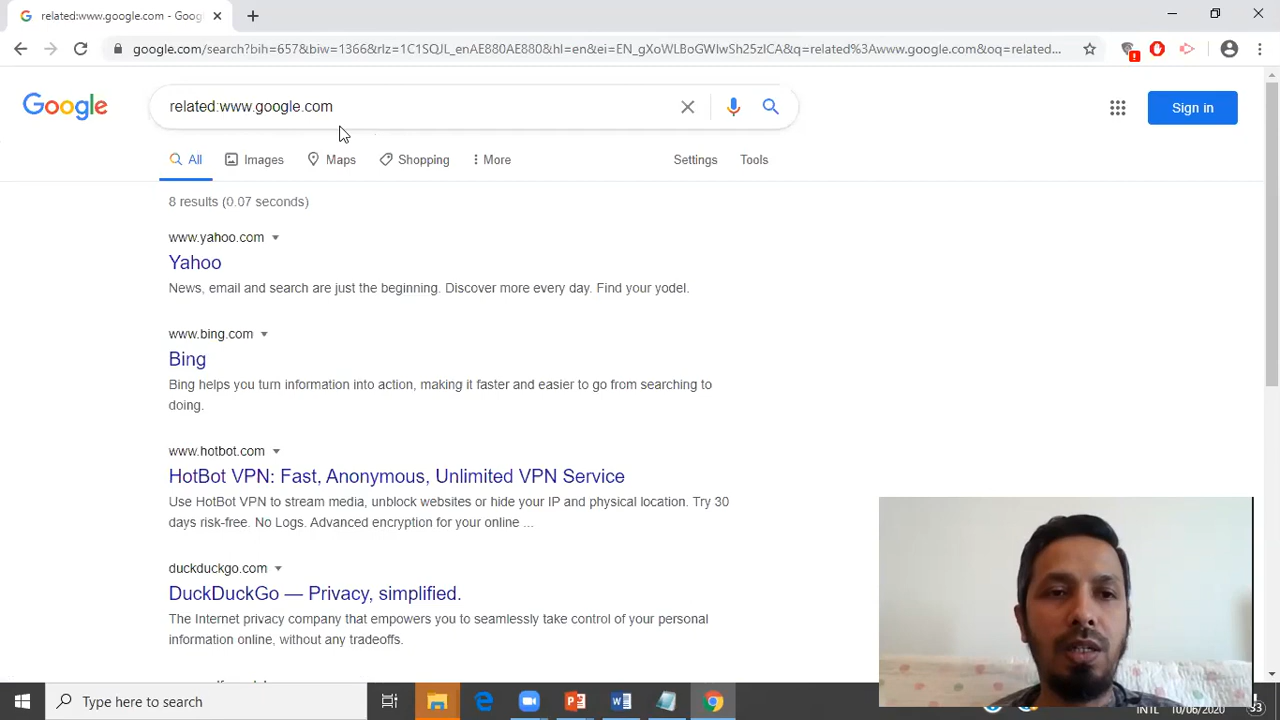 related:www.google.com - Goog
google.com/search?bih=657&biw=1366&rlz=1C1SQJL_enAE880AE880&hl=en&ei=EN_gXoWLBoGWlwSh25zICA&q=related%3Awww.google.com&oq=related...
Google
related:www.google.com
Sign in
All
Images
Maps
Shopping
More
Settings
Tools
8 results (0.07 seconds)
www.yahoo.com
Yahoo
News, email and search are just the beginning. Discover more every day. Find your yodel.
www.bing.com
Bing
Bing helps you turn information into action, making it faster and easier to go from searching to
doing.
www.hotbot.com
HotBot VPN: Fast, Anonymous, Unlimited VPN Service
Use HotBot VPN to stream media, unblock websites or hide your IP and physical location. Try 30
days risk-free. No Logs. Advanced encryption for your online ...
duckduckgo.com
DuckDuckGo — Privacy, simplified.
The Internet privacy company that empowers you to seamlessly take control of your personal
information online, without any tradeoffs.
Type here to search
INTL
10/06/2020
33